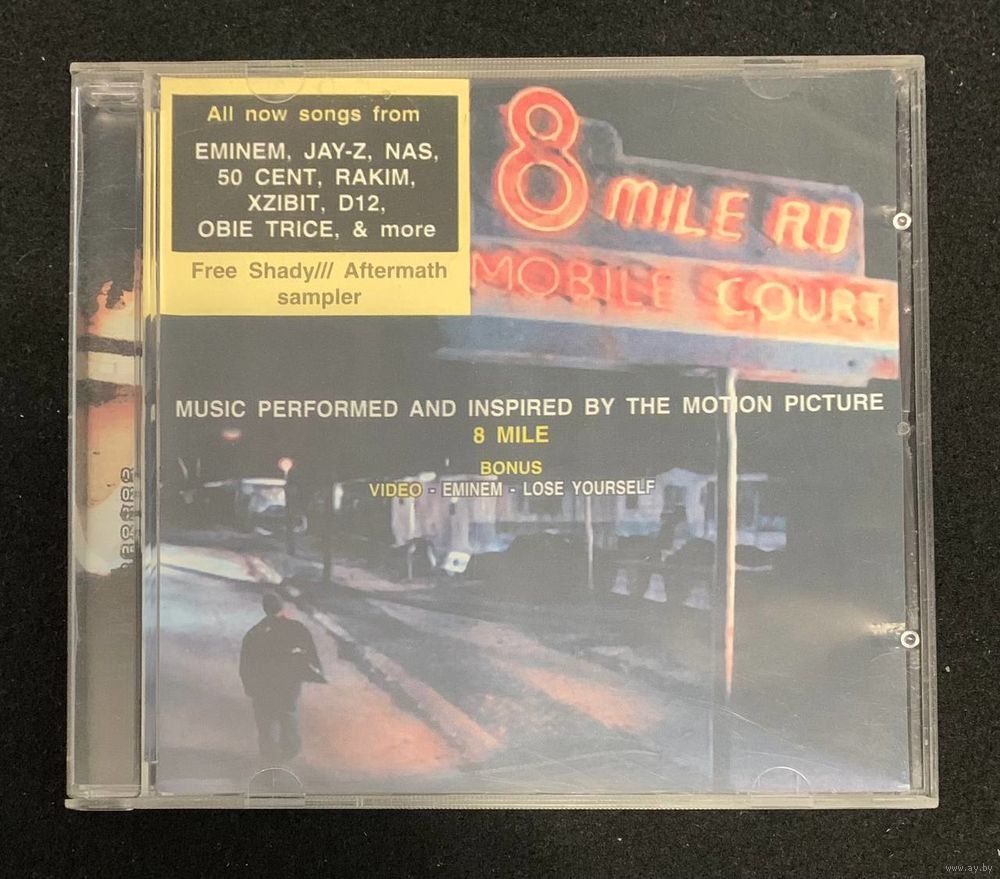 All now songs from
EMINEM, JAY-Z, NAS,
50 CENT, RAKIM,
XZIBIT, D12,
OBIE TRICE, & more
Free Shady/// Aftermath
sampler
8 MILE RD
MOBILE COURT
MUSIC PERFORMED AND INSPIRED BY THE MOTION PICTURE
8 MILE
BONUS
VIDEO - EMINEM - LOSE YOURSELF
www.ay.by